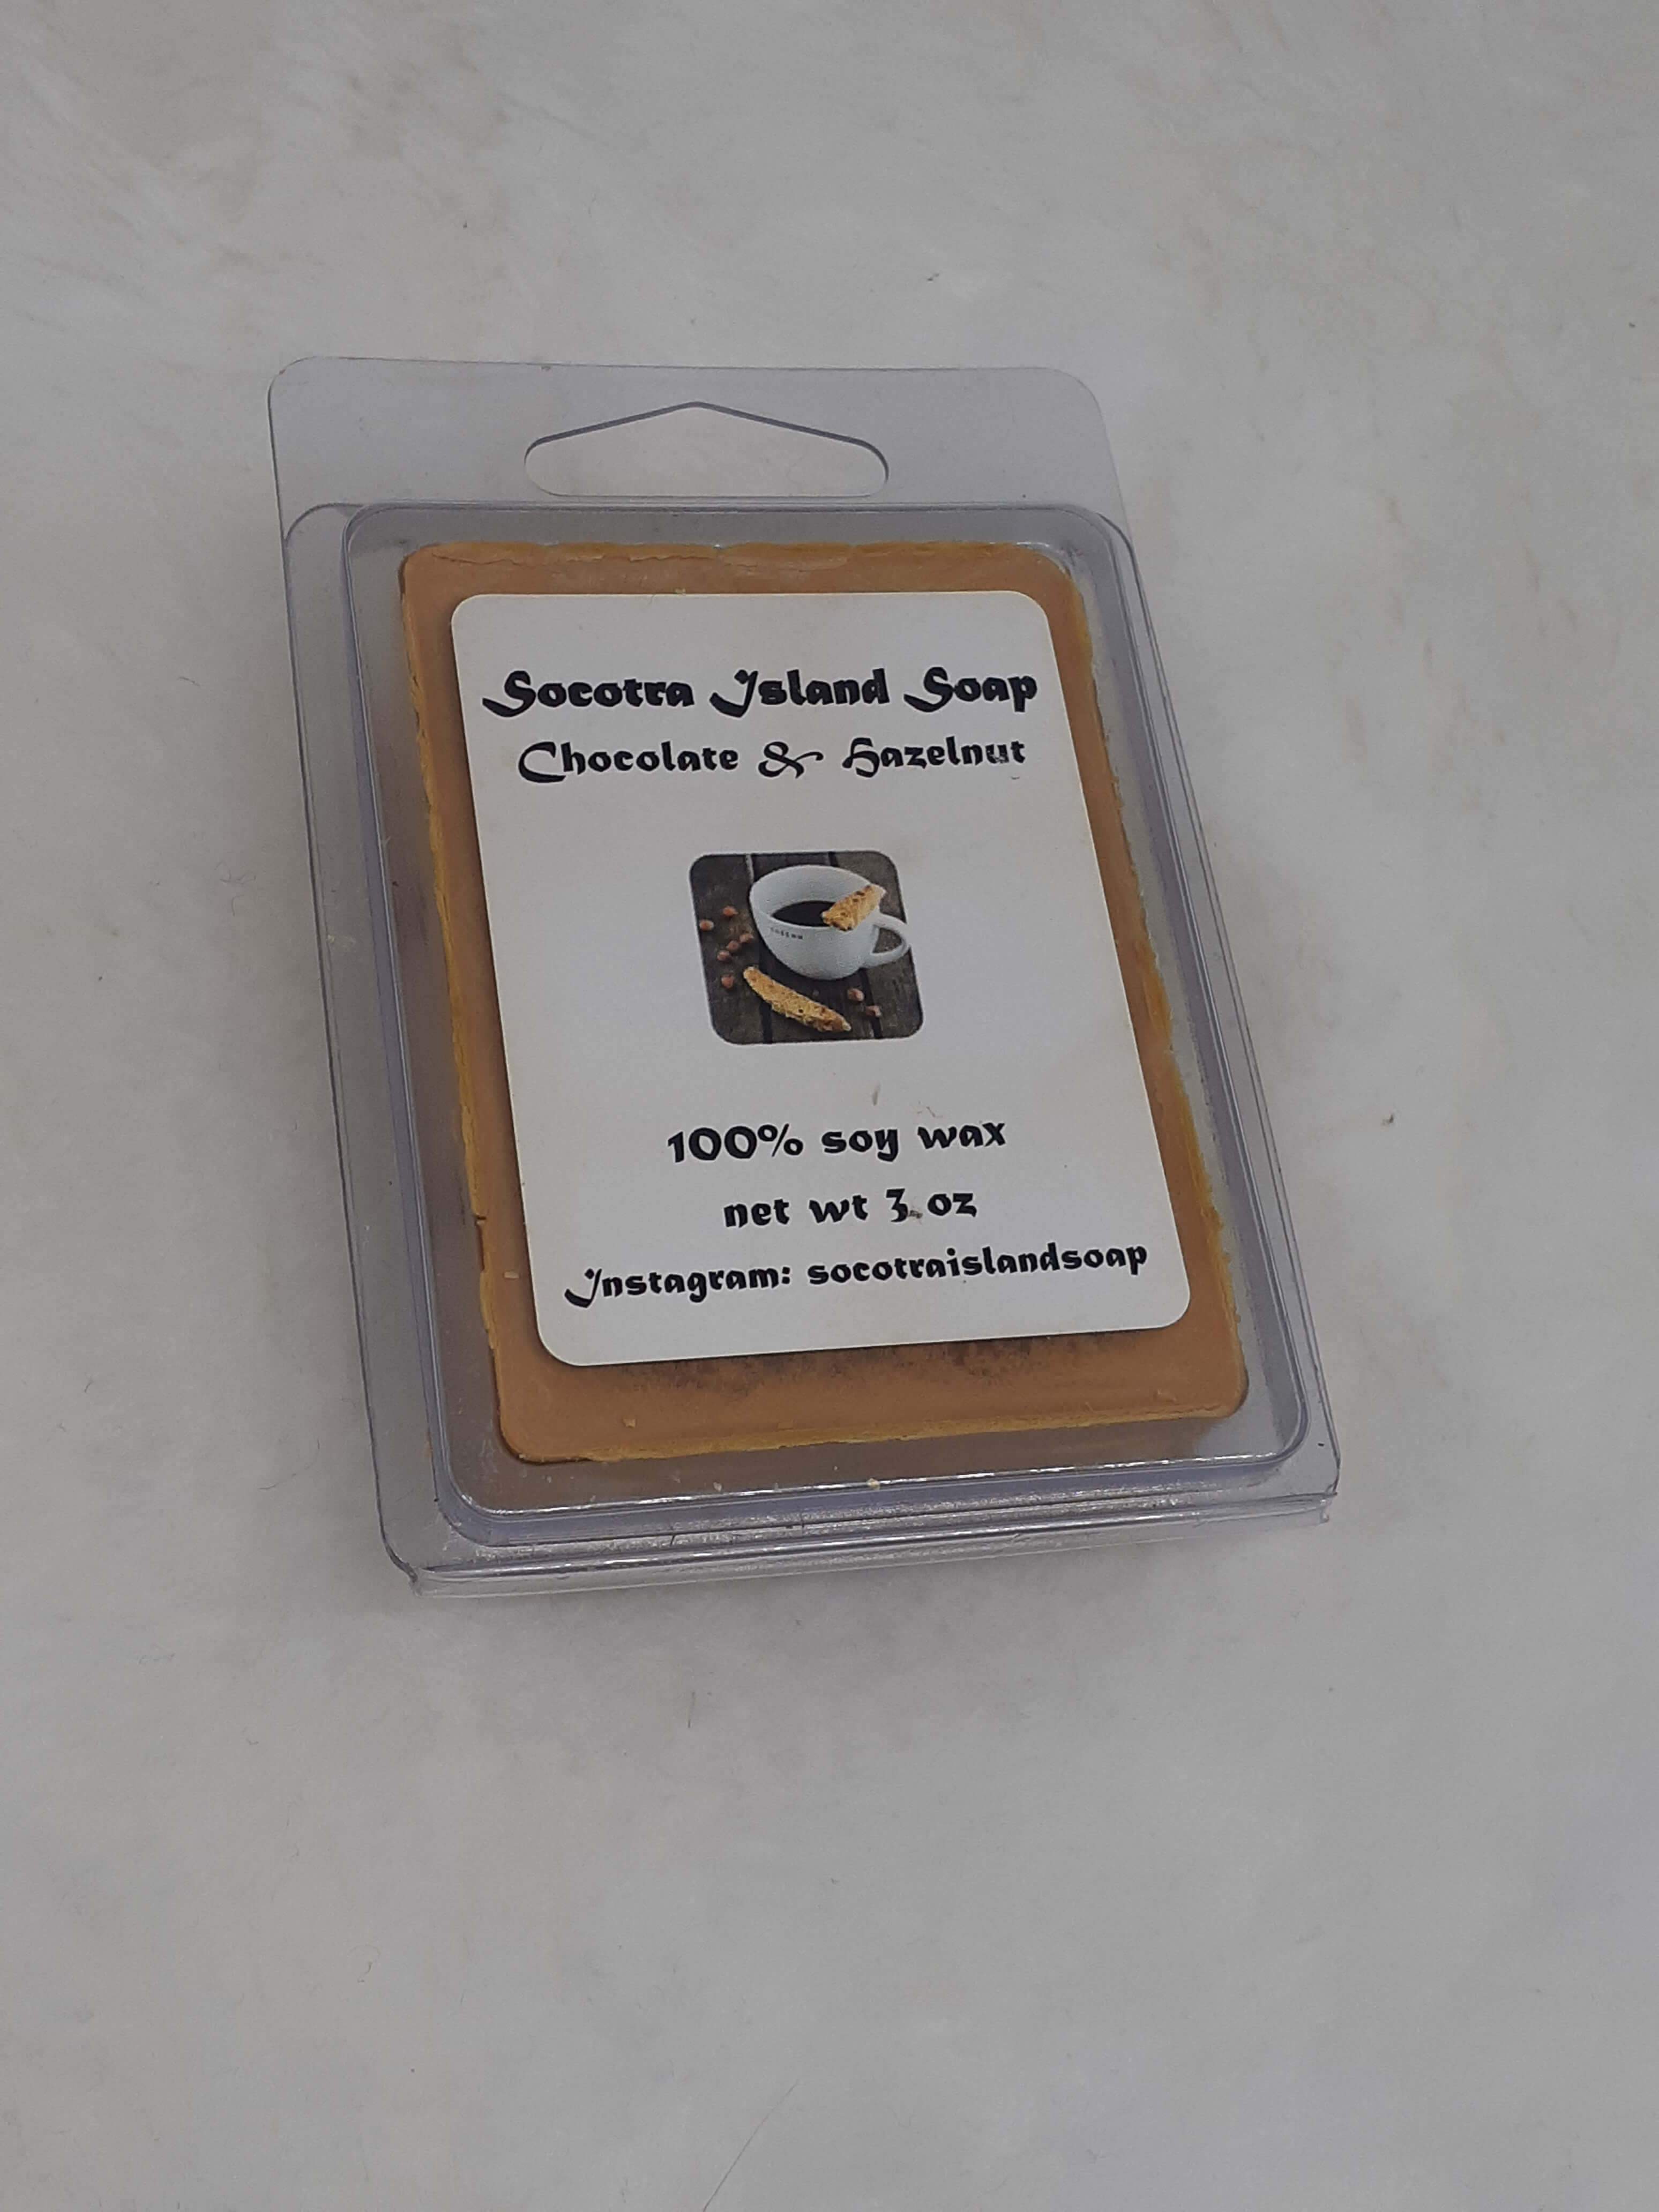 Socotra Island Soap
Chocolate & Hazelnut
100% soy wax
net wt 3 oz
Instagram: socotraislandsoap